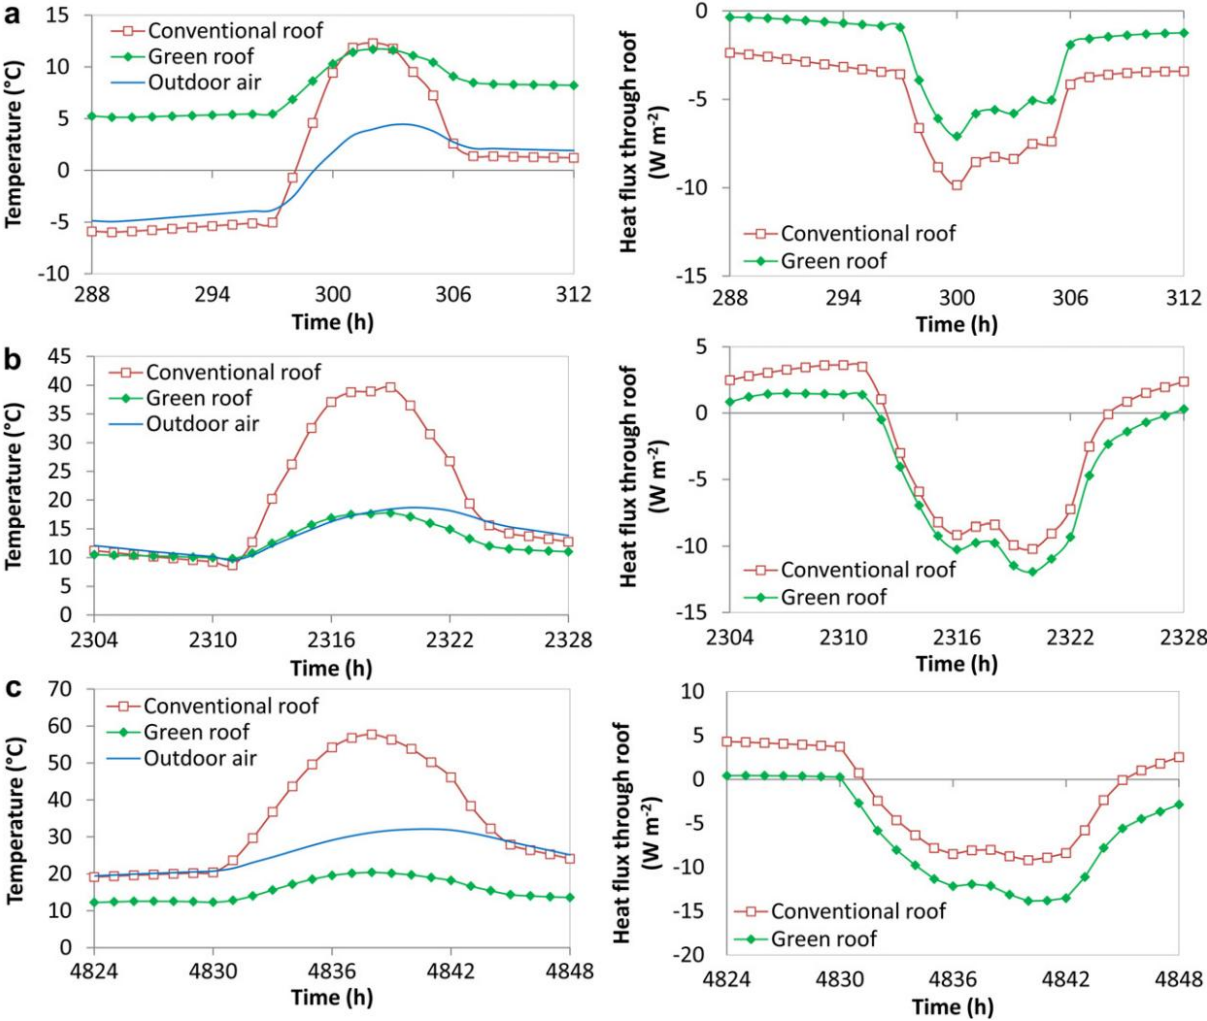 a
15
10
5
0
-5
-10
Temperature (°C)
Conventional roof
Green roof
Outdoor air
288
294
300
306
312
Time (h)
0
-5
-10
-15
Heat flux through roof
(W m-2)
Conventional roof
Green roof
288
294
300
306
312
Time (h)
b
45
40
35
30
25
20
15
10
5
0
Temperature (°C)
Conventional roof
Green roof
Outdoor air
2304
2310
2316
2322
2328
Time (h)
5
0
-5
-10
-15
Heat flux through roof
(W m-2)
Conventional roof
Green roof
2304
2310
2316
2322
2328
Time (h)
c
70
60
50
40
30
20
10
0
Temperature (°C)
Conventional roof
Green roof
Outdoor air
4824
4830
4836
4842
4848
Time (h)
10
5
0
-5
-10
-15
-20
Heat flux through roof
(W m-2)
Conventional roof
Green roof
4824
4830
4836
4842
4848
Time (h)